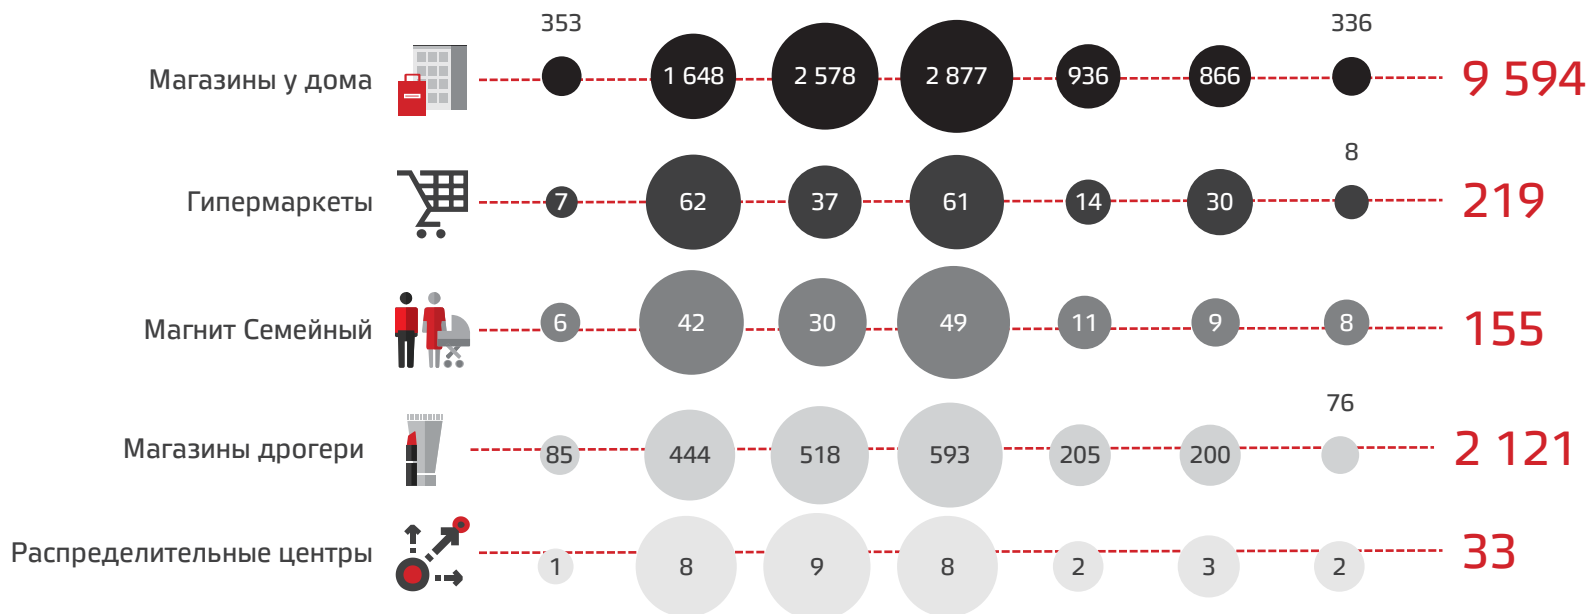 353 336
Магазины у дома 1 648 2 578 2 877 936 866 9 594
8
Гипермаркеты 7 62 37 61 14 30 219
Магнит Семейный 6 42 30 49 11 9 8 155
76
Магазины дрогери 85 444 518 593 205 200 2 121
Распределительные центры 1 8 9 8 2 3 2 33